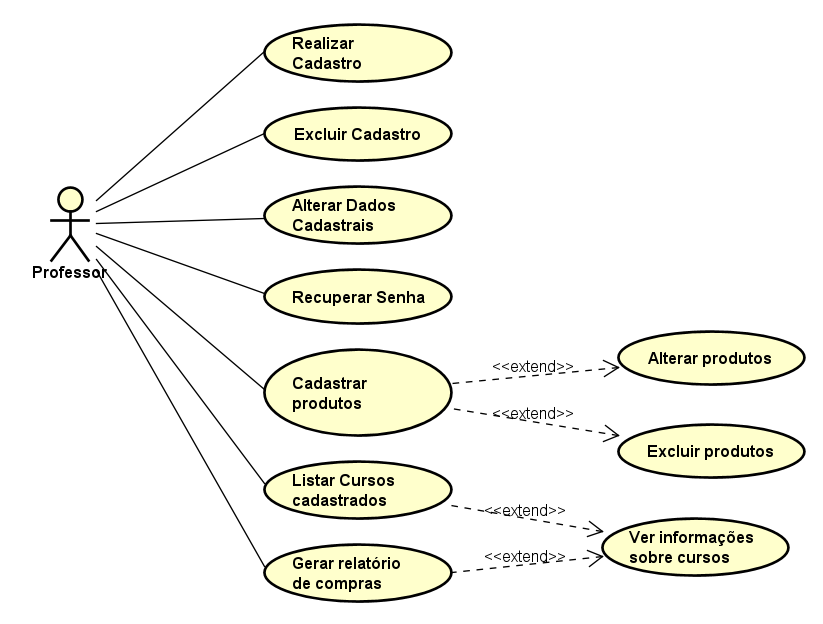 Realizar
Cadastro
Excluir Cadastro
Alterar Dados
Cadastrais
Professor
Recuperar Senha
Cadastrar
produtos
<<extend>>
Alterar produtos
<<extend>>
Excluir produtos
Listar Cursos
cadastrados
<<extend>>
Ver informações
sobre cursos
Gerar relatório
de compras
<<extend>>